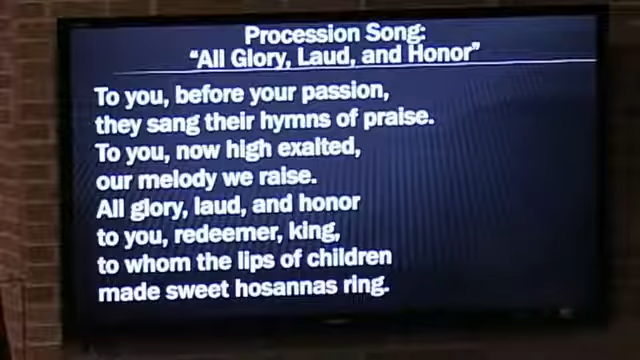 Procession Song:
“All Glory, Laud, and Honor”
To you, before your passion,
they sang their hymns of praise.
To you, now high exalted,
our melody we raise.
All glory, laud, and honor
to you, redeemer, king,
to whom the lips of children
made sweet hosannas ring.